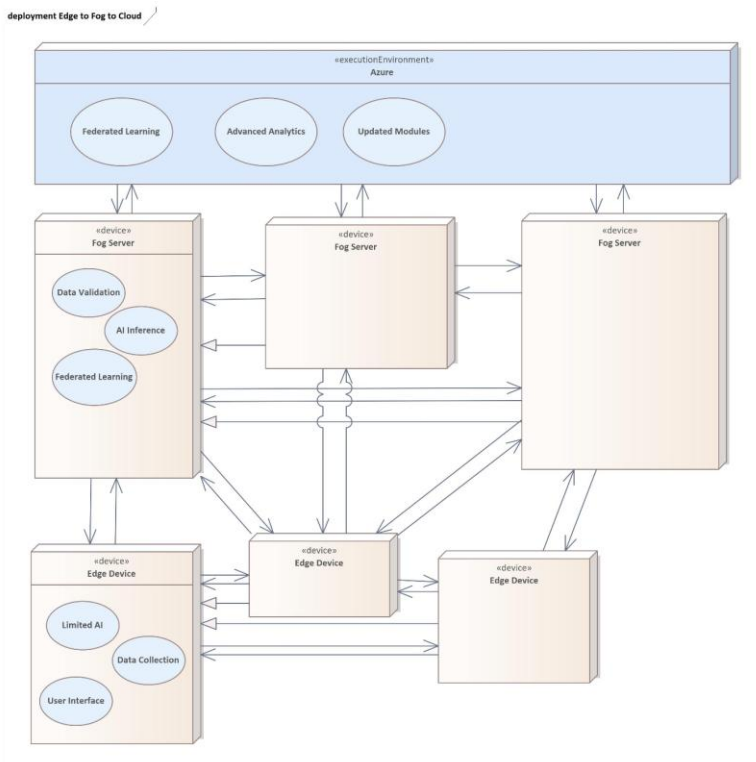 deployment Edge to Fog to Cloud
«executionEnvironment»
Azure
Federated Learning
Advanced Analytics
Updated Modules
«device»
Fog Server
Data Validation
AI Inference
Federated Learning
«device»
Fog Server
«device»
Fog Server
«device»
Edge Device
Limited AI
Data Collection
User Interface
«device»
Edge Device
«device»
Edge Device